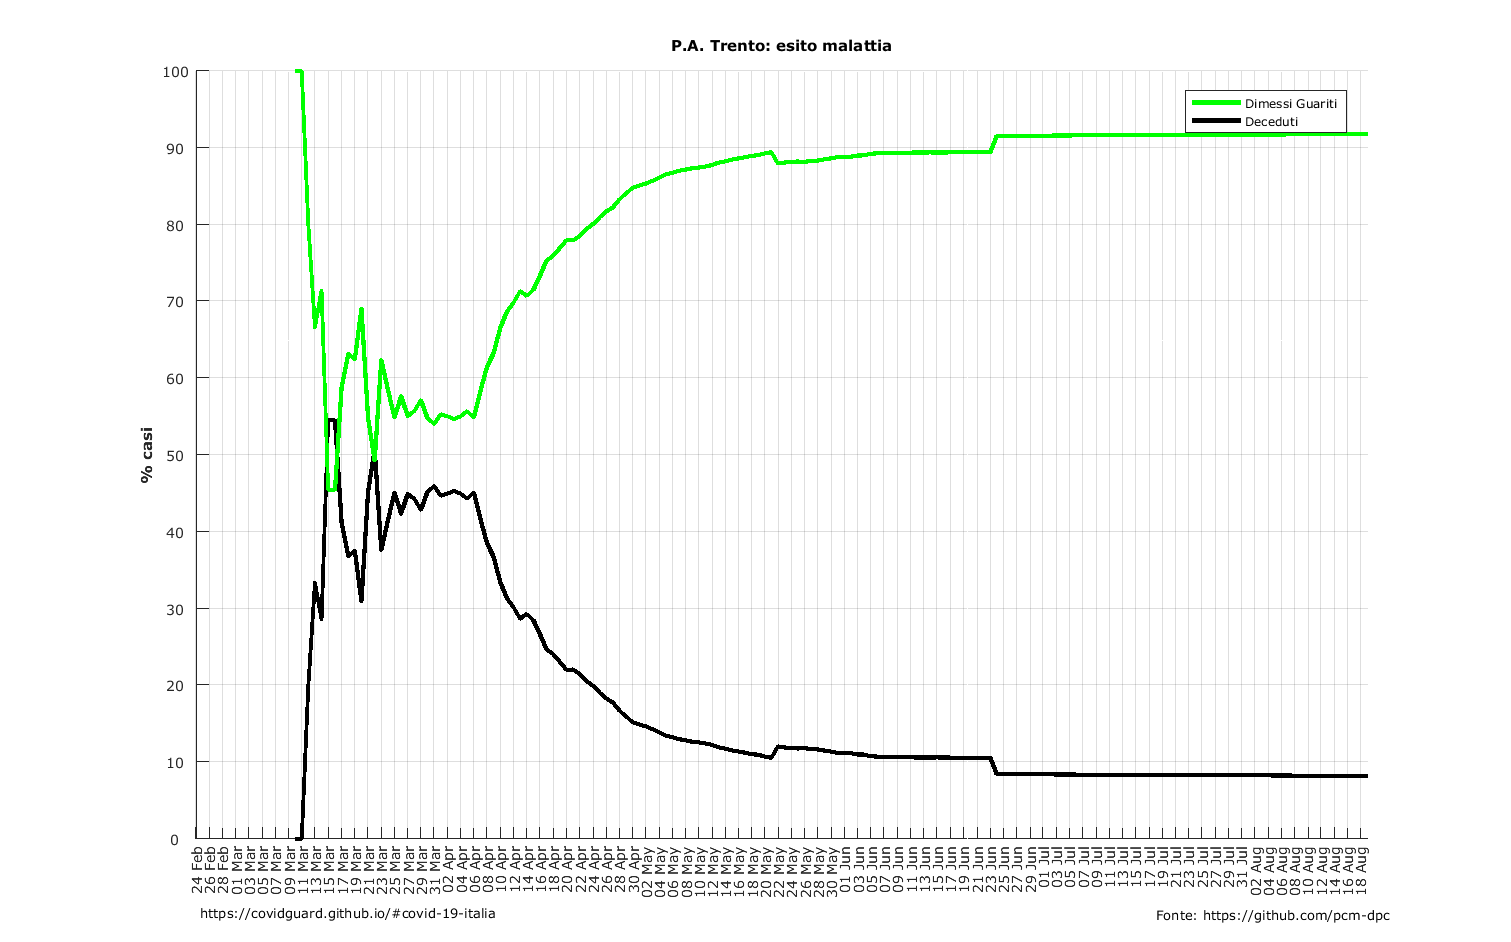 P.A. Trento: esito malattia
Dimessi Guariti
Deceduti
% casi
100
90
80
70
60
50
40
30
20
10
0
24 Feb
26 Feb
28 Feb
01 Mar
03 Mar
05 Mar
07 Mar
09 Mar
11 Mar
13 Mar
15 Mar
17 Mar
19 Mar
21 Mar
23 Mar
25 Mar
27 Mar
29 Mar
31 Mar
02 Apr
04 Apr
06 Apr
08 Apr
10 Apr
12 Apr
14 Apr
16 Apr
18 Apr
20 Apr
22 Apr
24 Apr
26 Apr
28 Apr
30 Apr
02 May
04 May
06 May
08 May
10 May
12 May
14 May
16 May
18 May
20 May
22 May
24 May
26 May
28 May
30 May
01 Jun
03 Jun
05 Jun
07 Jun
09 Jun
11 Jun
13 Jun
15 Jun
17 Jun
19 Jun
21 Jun
23 Jun
25 Jun
27 Jun
29 Jun
01 Jul
03 Jul
05 Jul
07 Jul
09 Jul
11 Jul
13 Jul
15 Jul
17 Jul
19 Jul
21 Jul
23 Jul
25 Jul
27 Jul
29 Jul
31 Jul
02 Aug
04 Aug
06 Aug
08 Aug
10 Aug
12 Aug
14 Aug
16 Aug
18 Aug
https://covidguard.github.io/#covid-19-italia
Fonte: https://github.com/pcm-dpc